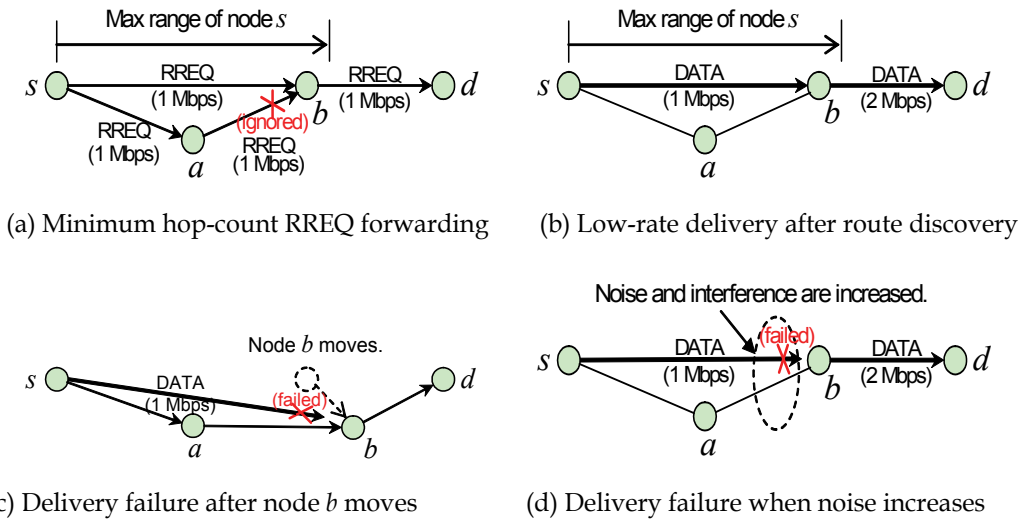 Max range of node s
RREQ
(1 Mbps)
RREQ
(1 Mbps)
s
b
d
(ignored)
RREQ
(1 Mbps)
RREQ
(1 Mbps)
a
(a) Minimum hop-count RREQ forwarding
Max range of node s
DATA
(1 Mbps)
DATA
(2 Mbps)
s
b
d
a
(b) Low-rate delivery after route discovery
Node b moves.
s
DATA
(1 Mbps)
(failed)
d
a
b
c) Delivery failure after node b moves
Noise and interference are increased.
(failed)
DATA
(1 Mbps)
DATA
(2 Mbps)
s
b
d
a
(d) Delivery failure when noise increases